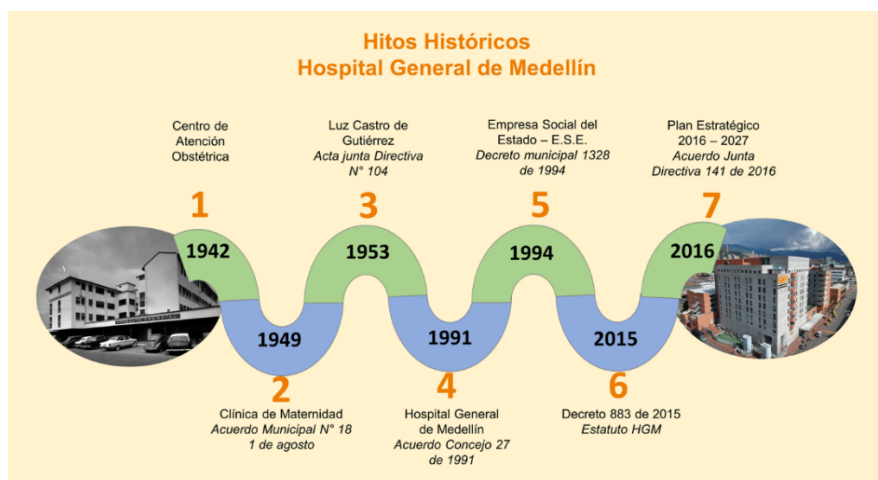 Hitos Históricos
Hospital General de Medellín
Centro de
Atención
Obstétrica
1
1942
1949
2
Clínica de Maternidad
Acuerdo Municipal N° 18
1 de agosto
Luz Castro de
Gutiérrez
Acta junta Directiva
N° 104
3
1953
1991
4
Hospital General
de Medellín
Acuerdo Concejo 27
de 1991
Empresa Social del
Estado – E.S.E.
Decreto municipal 1328
de 1994
5
1994
2015
6
Decreto 883 de 2015
Estatuto HGM
Plan Estratégico
2016 – 2027
Acuerdo Junta
Directiva 141 de 2016
7
2016